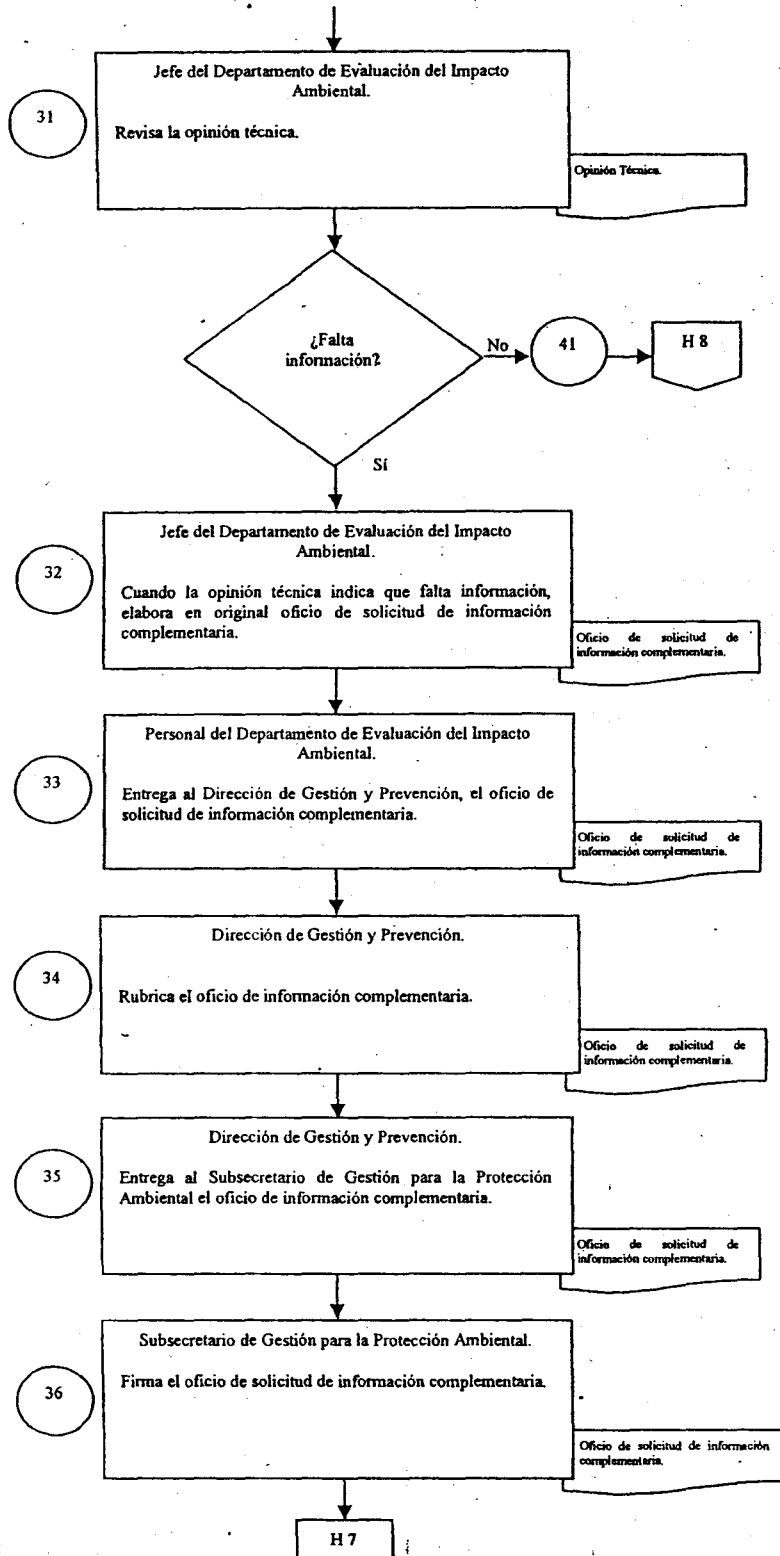 Jefe del Departamento de Evaluación del Impacto
Ambiental.
31
Revisa la opinión técnica.
Opinión Técnica.
¿Falta
información?
No
41
H 8
Sí
Jefe del Departamento de Evaluación del Impacto
Ambiental.
32
Cuando la opinión técnica indica que falta información,
elabora en original oficio de solicitud de información
complementaria.
Oficio de solicitud de
información complementaria.
Personal del Departamento de Evaluación del Impacto
Ambiental.
33
Entrega al Dirección de Gestión y Prevención, el oficio de
solicitud de información complementaria.
Oficio de solicitud de
información complementaria.
Dirección de Gestión y Prevención.
34
Rubrica el oficio de información complementaria.
Oficio de solicitud de
información complementaria.
Dirección de Gestión y Prevención.
35
Entrega al Subsecretario de Gestión para la Protección
Ambiental el oficio de información complementaria.
Oficio de solicitud de
información complementaria.
Subsecretario de Gestión para la Protección Ambiental.
36
Firma el oficio de solicitud de información complementaria.
Oficio de solicitud de información
complementaria.
H 7